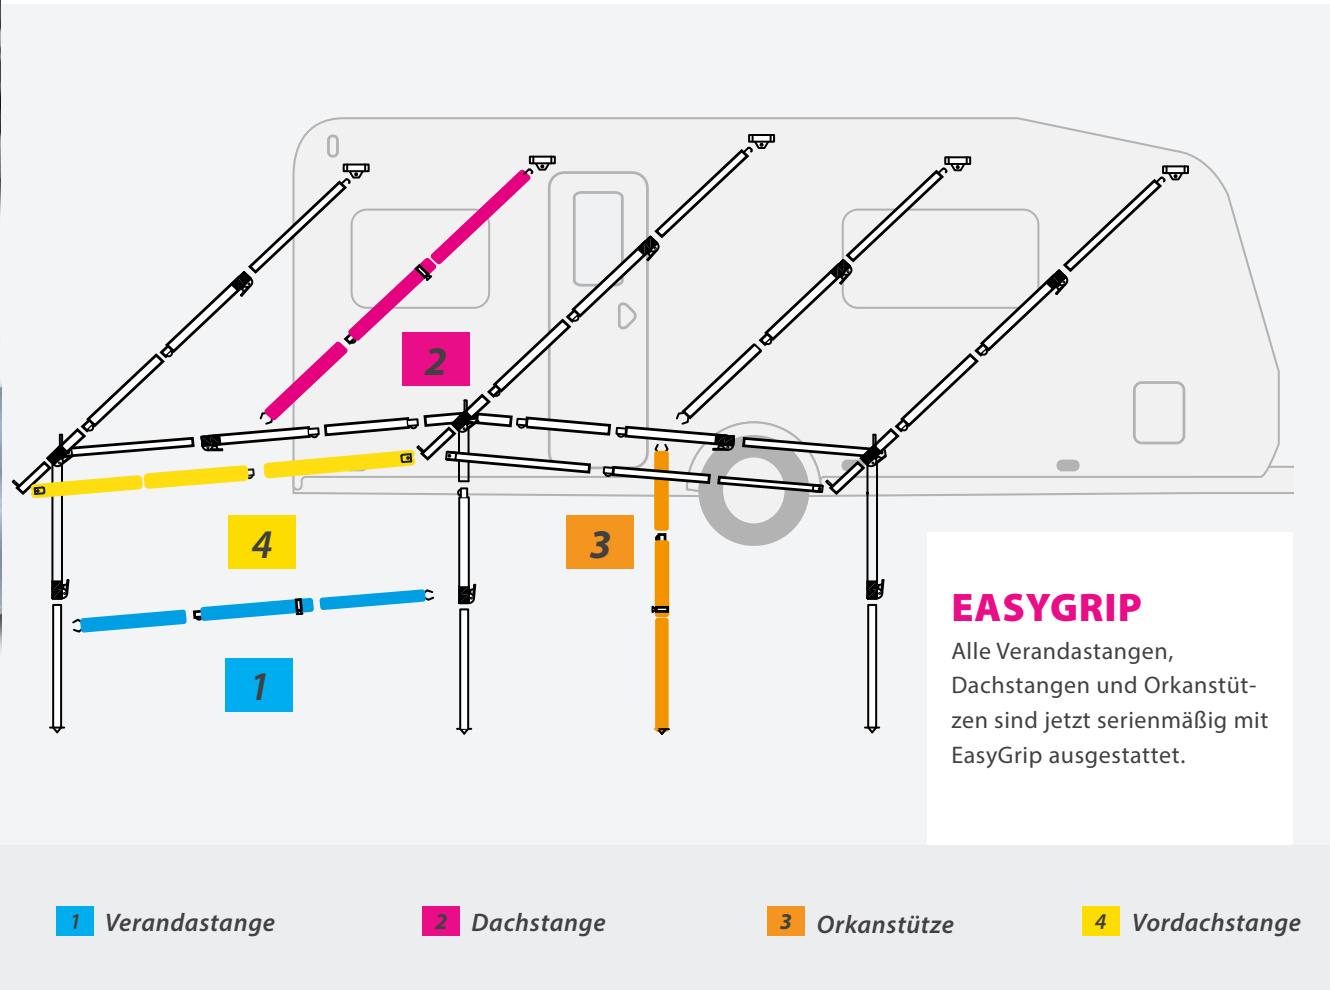 2
4
3
1
EASYGRIP
Alle Verandastangen,
Dachstangen und Orkanstüt-
zen sind jetzt serienmäßig mit
EasyGrip ausgestattet.
1 Verandastange
2 Dachstange
3 Orkanstütze
4 Vordachstange